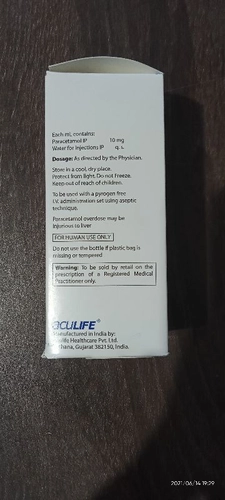 Each ml. contains:
Paracetamol IP 10 mg
Water for Injections IP q. s.
Dosage: As directed by the Physician.
Store in a cool, dry place.
Protect from light. Do not Freeze.
Keep out of reach of children.
To be used with a pyrogen free
I.V. administration set using aseptic
technique.
Paracetamol overdose may be
injurious to liver
FOR HUMAN USE ONLY
Do not use the bottle if plastic bag is
missing or tempered
Warning: To be sold by retail on the
prescription of a Registered Medical
Practitioner only.
aCULIFE®
Manufactured in India by:
Healthcare Pvt. Ltd.
Gujarat 382150, India.
2021/06/14 19:29